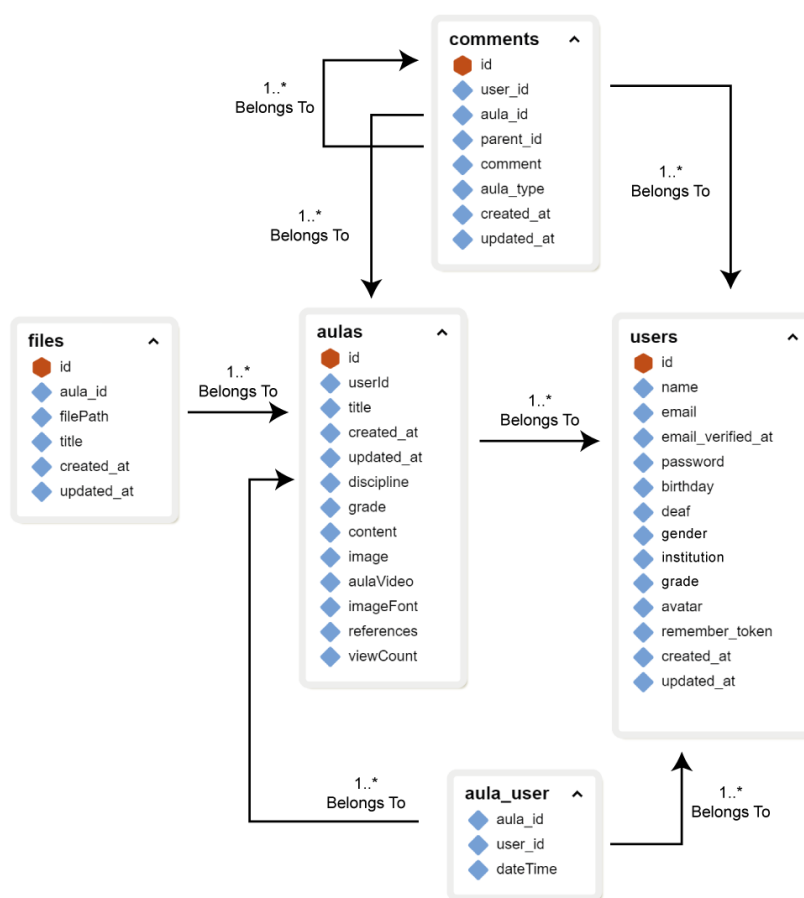 comments
id
user_id
aula_id
parent_id
comment
aula_type
created_at
updated_at
1..*
Belongs To
1..*
Belongs To
1..*
Belongs To
files
id
aula_id
filePath
title
created_at
updated_at
1..*
Belongs To
aulas
id
userId
title
created_at
updated_at
discipline
grade
content
image
aulaVideo
imageFont
references
viewCount
1..*
Belongs To
users
id
name
email
email_verified_at
password
birthday
deaf
gender
institution
grade
avatar
remember_token
created_at
updated_at
1..*
Belongs To
aula_user
aula_id
user_id
dateTime
1..*
Belongs To